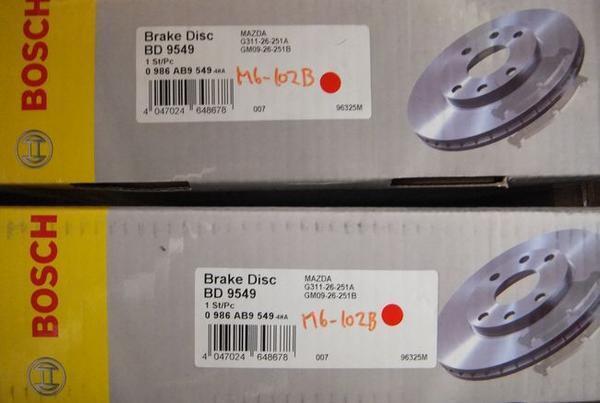 BOSCH
Brake Disc
BD 9549
1 St/Pc
0 986 AB9 549-4RA
MAZDA
G311-26-251A
GM09-26-251B
M6-102B
4 047024 648678
007
96325M
BOSCH
Brake Disc
BD 9549
1 St/Pc
0 986 AB9 549-4RA
MAZDA
G311-26-251A
GM09-26-251B
M6-102B
4 047024 648678
007
96325M